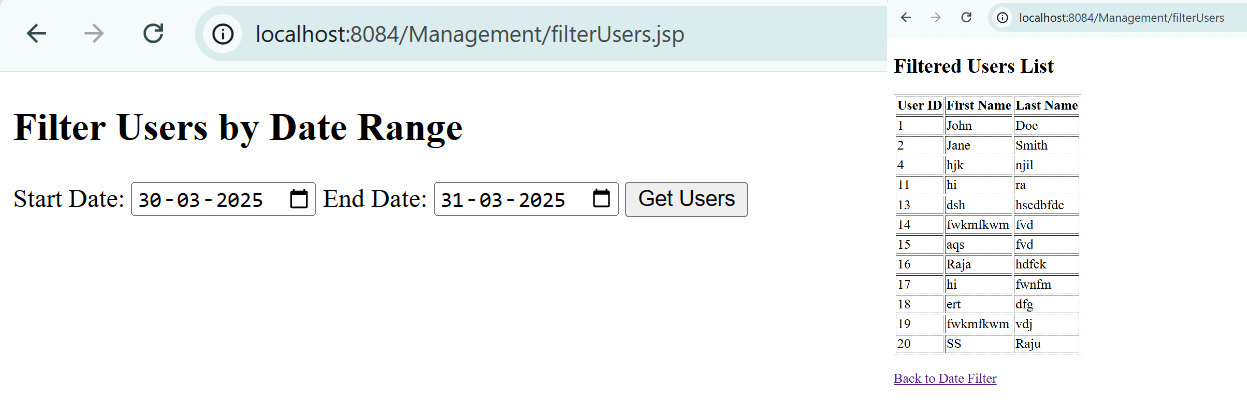 localhost:8084/Management/filterUsers.jsp
Filter Users by Date Range
Start Date: 30-03-2025 End Date: 31-03-2025 Get Users
localhost:8084/Management/filterUsers
Filtered Users List
User ID First Name Last Name
1 John Doe
2 Jane Smith
4 hjk njil
11 hi ra
13 dsh hsedbfde
14 fwkmfkwm fvd
15 aqs fvd
16 Raja hdfek
17 hi fwnfm
18 ert dfg
19 fwkmfkwm vdj
20 SS Raju
Back to Date Filter